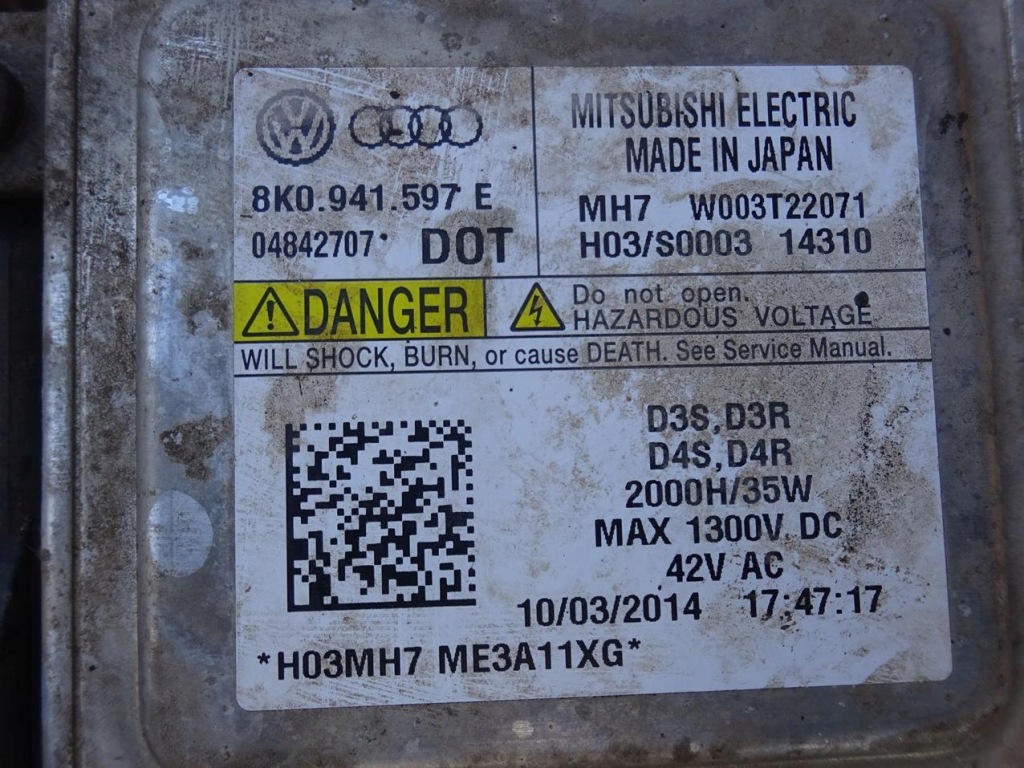 8K0.941.597 E
04842707· DOT
MITSUBISHI ELECTRIC
MADE IN JAPAN
MH7 W003T22071
H03/S0003 14310
DANGER
Do not open.
HAZARDOUS VOLTAGE
WILL SHOCK, BURN, or cause DEATH. See Service Manual.
D3S,D3R
D4S,D4R
2000H/35W
MAX 1300V DC
42V AC
10/03/2014 17:47:17
*H03MH7 ME3A11XG*